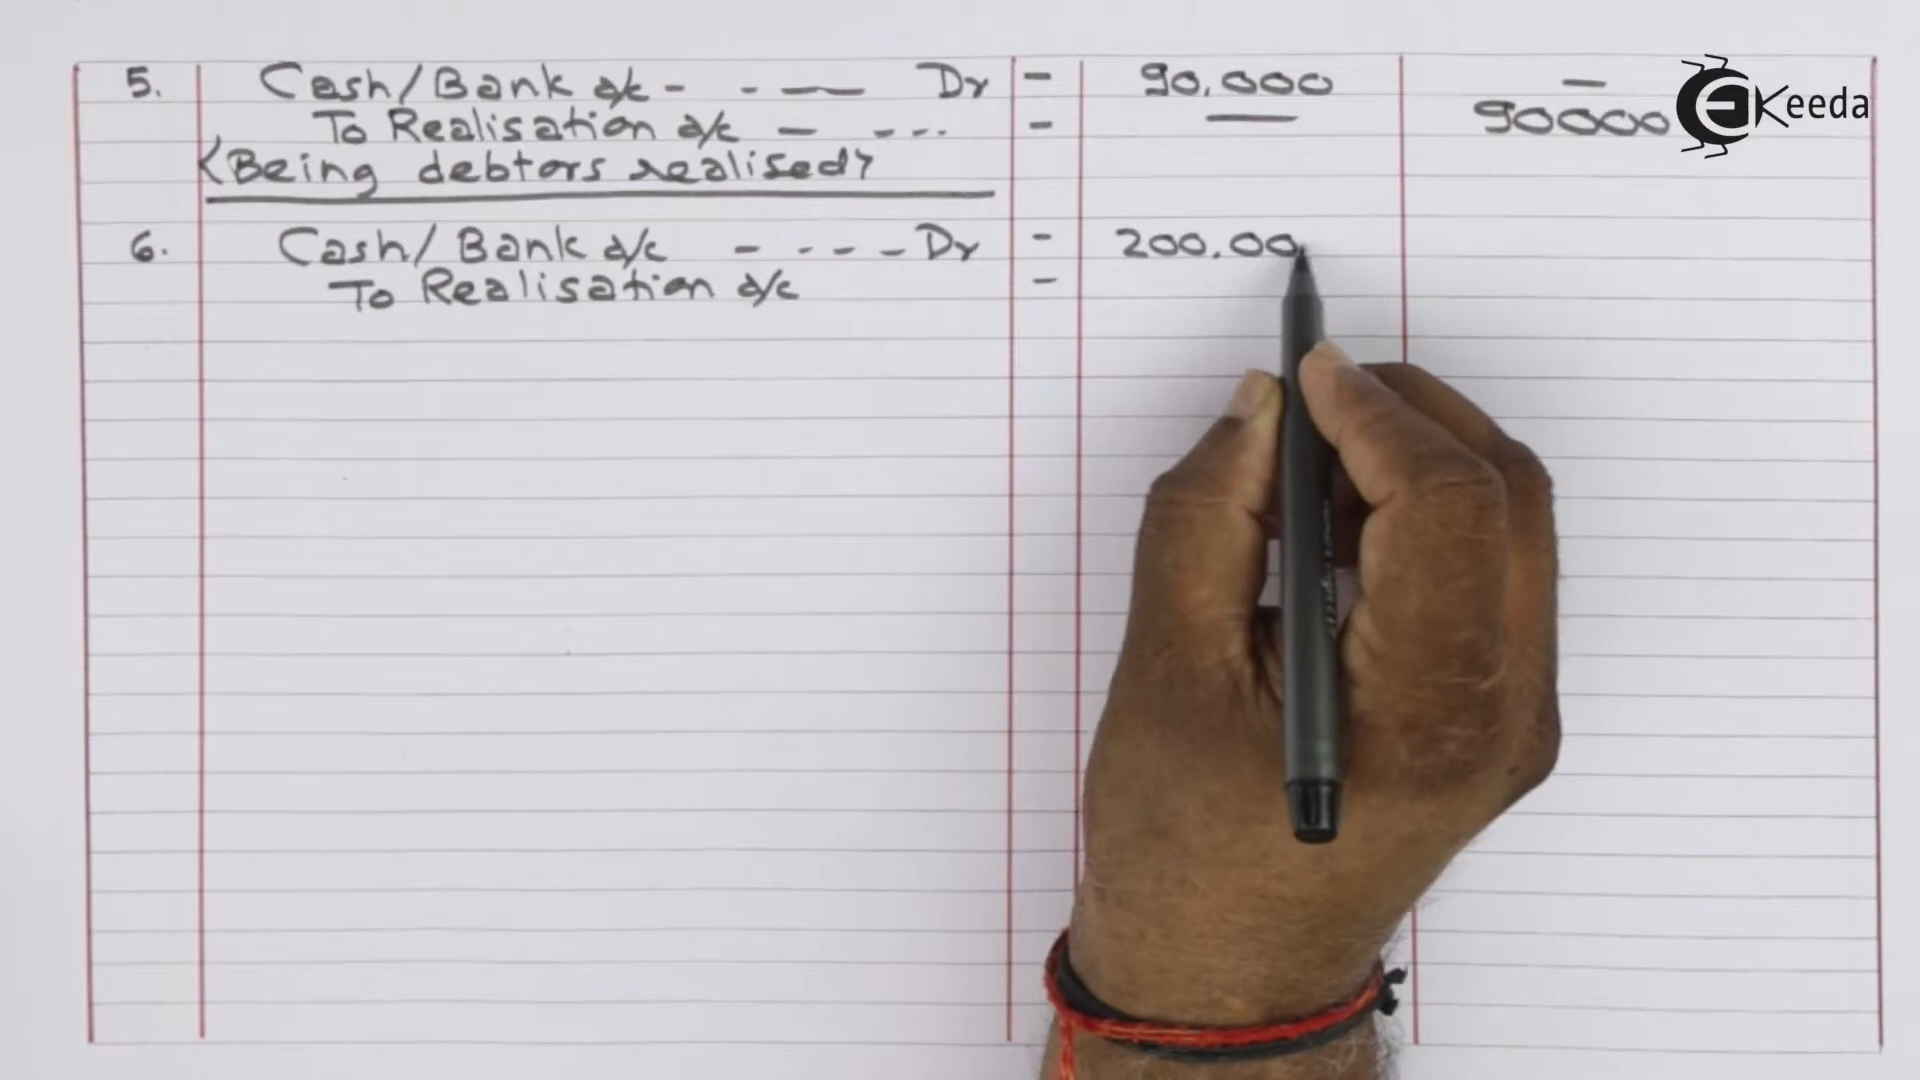 5. Cash/Bank a/c - - — Dr - 90,000 —
To Realisation a/c — - - - - — 90000
<Being debtors realised>
6. Cash/ Bank a/c - - - - Dr - 200,00
To Realisation a/c -
EKeeda